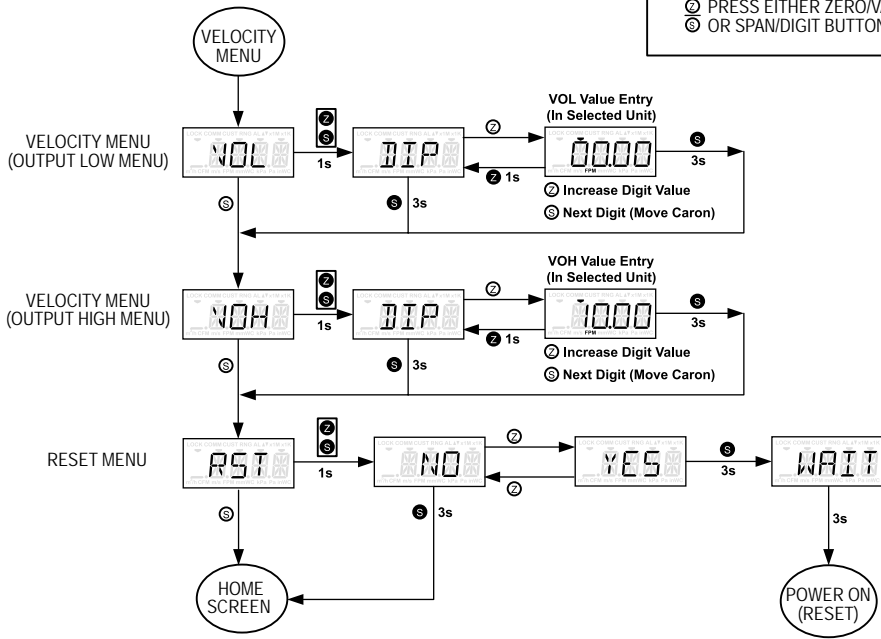 Ⓩ PRESS EITHER ZERO/
Ⓢ OR SPAN/DIGIT BUTTON
VELOCITY
MENU
VELOCITY MENU
(OUTPUT LOW MENU)
VOL
Z
S
1s
DIP
Ⓩ
Z 1s
VOL Value Entry
(In Selected Unit)
00.00
FPM
S
3s
Ⓩ Increase Digit Value
Ⓢ Next Digit (Move Caron)
Ⓢ
S 3s
VELOCITY MENU
(OUTPUT HIGH MENU)
VOH
Z
S
1s
DIP
Ⓩ
Z 1s
VOH Value Entry
(In Selected Unit)
10.00
FPM
S
3s
Ⓩ Increase Digit Value
Ⓢ Next Digit (Move Caron)
Ⓢ
S 3s
RESET MENU
RST
Z
S
1s
NO
Ⓩ
Ⓩ
YES
S
3s
WAIT
Ⓢ
S 3s
3s
HOME
SCREEN
POWER ON
(RESET)